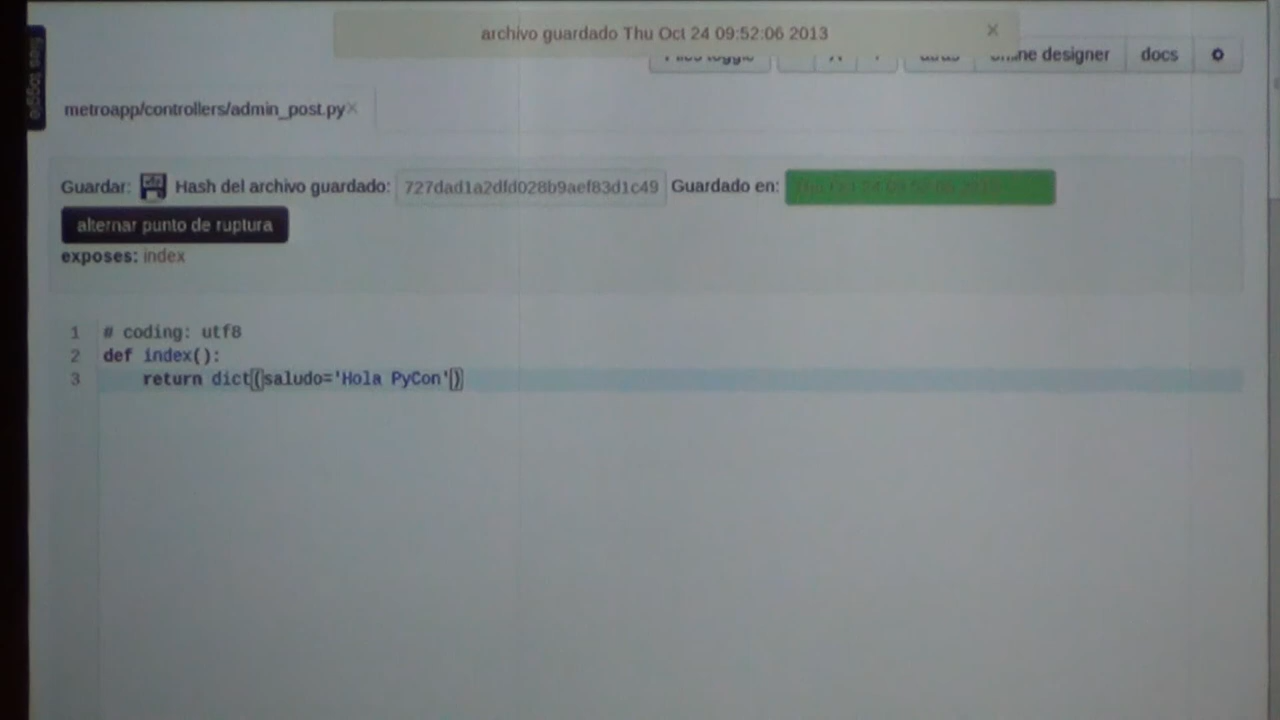 archivo guardado Thu Oct 24 09:52:06 2013 ×
files toggle
designer docs
metroapp/controllers/admin_post.py×
Guardar: Hash del archivo guardado: 727dad1a2dfd028b9aef83d1c49 Guardado en:
alternar punto de ruptura
exposes: index
1 # coding: utf8
2 def index():
3     return dict(saludo='Hola PyCon')